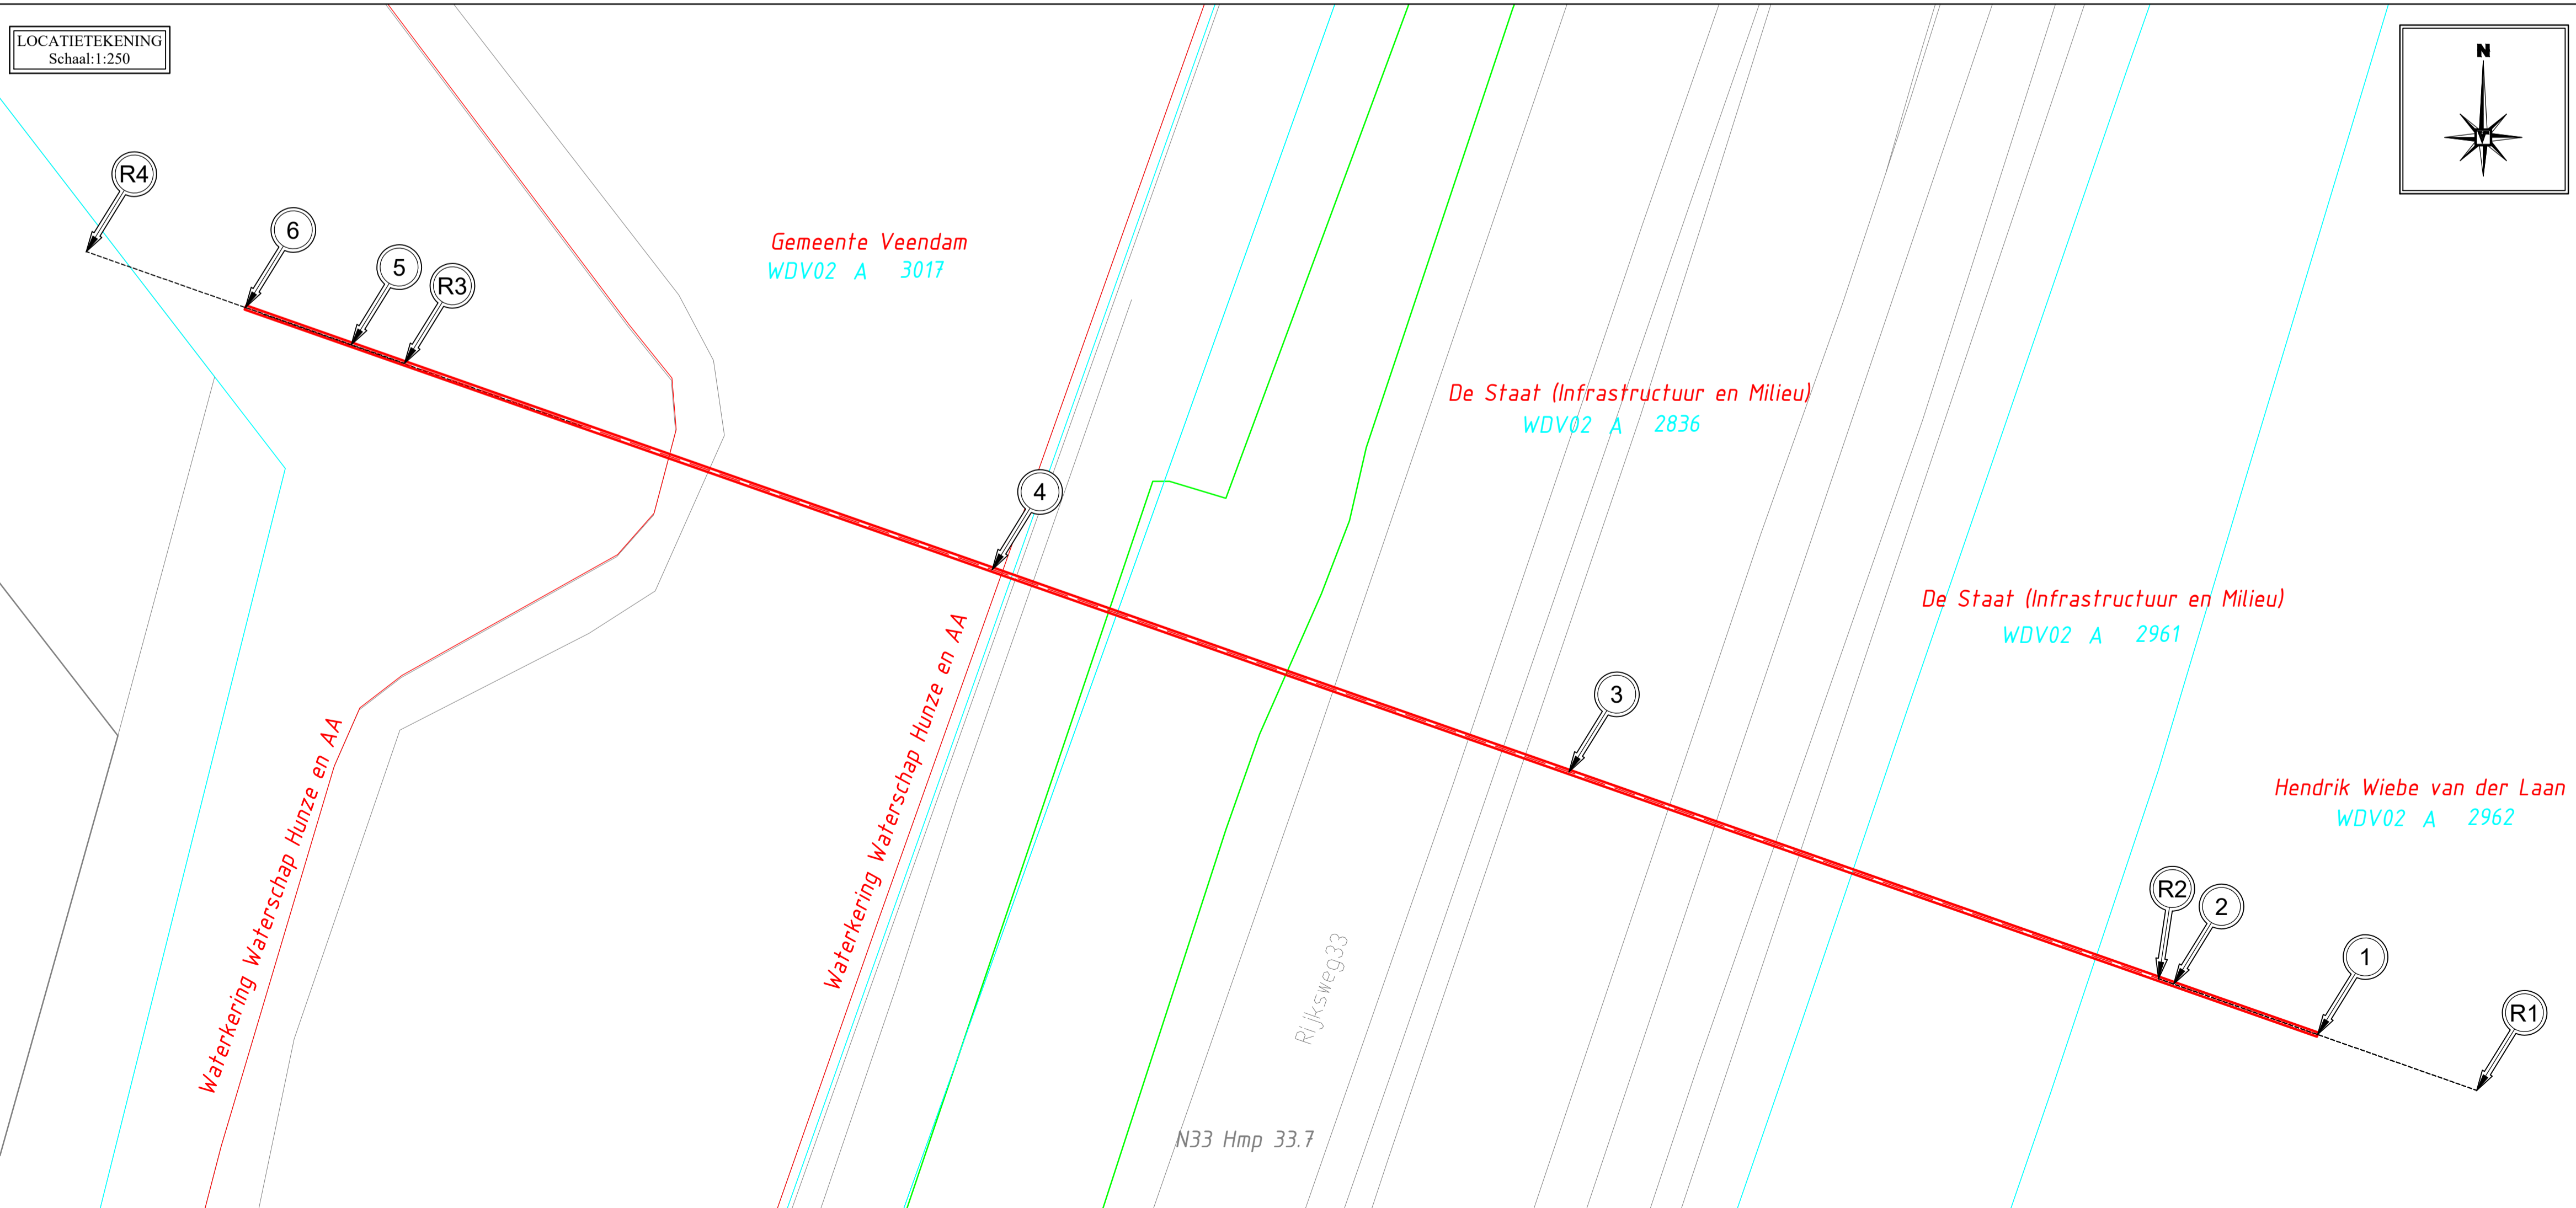 LOCATIETEKENING
Schaal:1:250
N
R4
6
5
R3
Gemeente Veendam
WDV02 A 3017
De Staat (Infrastructuur en Milieu)
WDV02 A 2836
4
De Staat (Infrastructuur en Milieu)
WDV02 A 2961
3
Hendrik Wiebe van der Laan
WDV02 A 2962
Waterkering Waterschap Hunze en AA
Waterkering Waterschap Hunze en AA
R2
2
1
R1
Rijksweg33
N33 Hmp 33.7